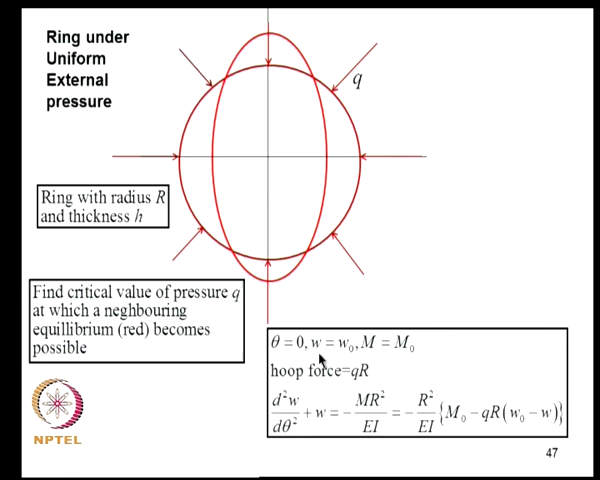 Ring under
Uniform
External
pressure
q
Ring with radius R
and thickness h
Find critical value of pressure q
at which a neghbouring
equillibrium (red) becomes
possible
θ = 0, w = w₀, M = M₀
hoop force=qR
d²w/dθ² + w = −MR²/EI = −R²/EI {M₀ − qR(w₀ − w)}
NPTEL
47